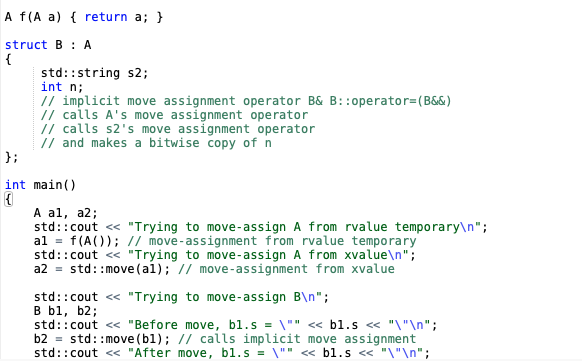 A f(A a) { return a; }
struct B : A
{
std::string s2;
int n;
// implicit move assignment operator B& B::operator=(B&&)
// calls A's move assignment operator
// calls s2's move assignment operator
// and makes a bitwise copy of n
};
int main()
{
A a1, a2;
std::cout << "Trying to move-assign A from rvalue temporary\n";
a1 = f(A()); // move-assignment from rvalue temporary
std::cout << "Trying to move-assign A from xvalue\n";
a2 = std::move(a1); // move-assignment from xvalue
std::cout << "Trying to move-assign B\n";
B b1, b2;
std::cout << "Before move, b1.s = \"" << b1.s << "\"\n";
b2 = std::move(b1); // calls implicit move assignment
std::cout << "After move, b1.s = \"" << b1.s << "\"\n";